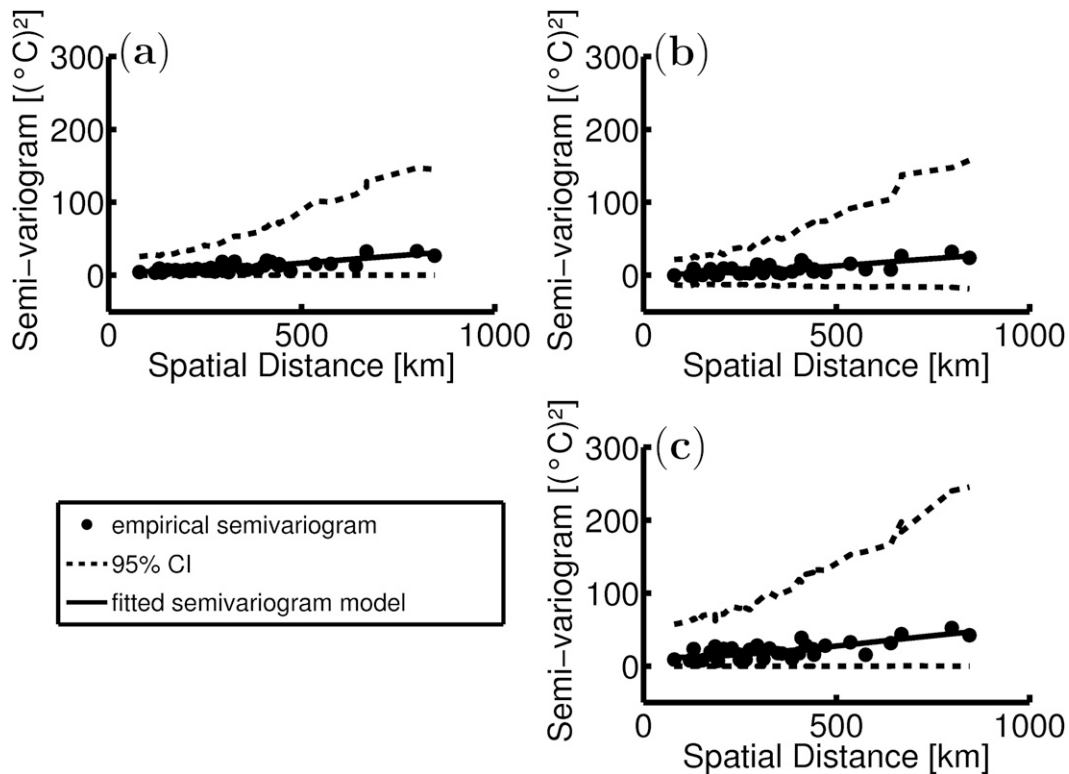 (a)
Semi-variogram [(°C)²]
300
200
100
0
0 500 1000
Spatial Distance [km]
(b)
Semi-variogram [(°C)²]
300
200
100
0
0 500 1000
Spatial Distance [km]
(c)
Semi-variogram [(°C)²]
300
200
100
0
0 500 1000
Spatial Distance [km]
empirical semivariogram
95% CI
fitted semivariogram model